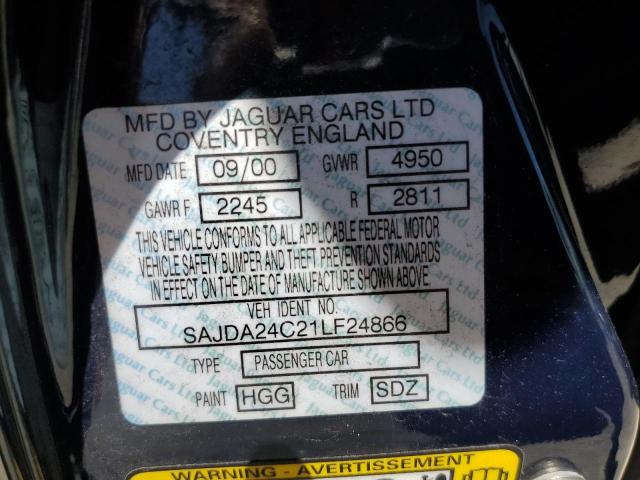 MFD BY JAGUAR CARS LTD
COVENTRY ENGLAND
MFD DATE 09/00 GVWR 4950
GAWR F 2245 R 2811
THIS VEHICLE CONFORMS TO ALL APPLICABLE FEDERAL MOTOR
VEHICLE SAFETY BUMPER AND THEFT PREVENTION STANDARDS
IN EFFECT ON THE DATE OF MANUFACTURE SHOWN ABOVE
VEH IDENT NO.
SAJDA24C21LF24866
TYPE PASSENGER CAR
PAINT HGG TRIM SDZ
WARNING - AVERTISSEMENT